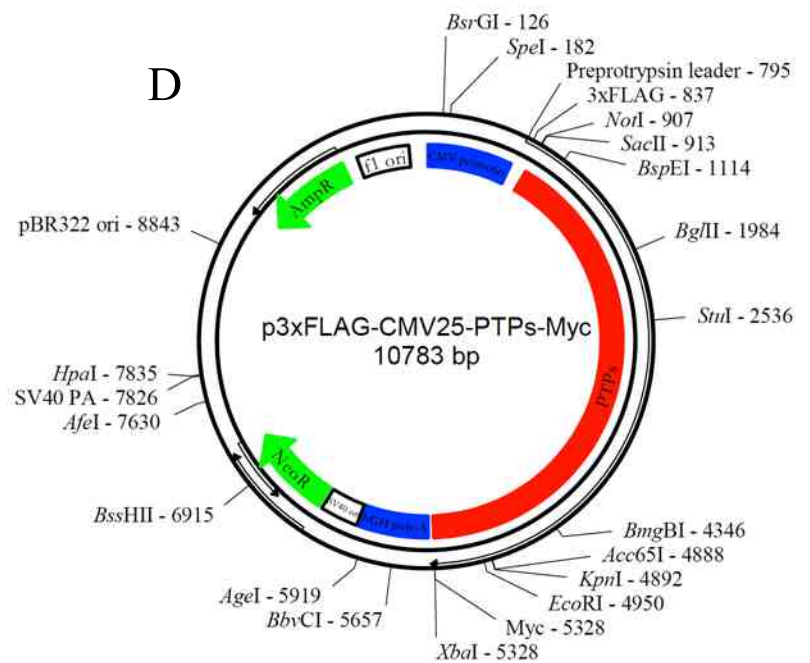 D
BsrGI - 126
SpeI - 182
Preprotrypsin leader - 795
3xFLAG - 837
NotI - 907
SacII - 913
BspEI - 1114
BglII - 1984
StuI - 2536
BmgBI - 4346
Acc65I - 4888
KpnI - 4892
EcoRI - 4950
Myc - 5328
XbaI - 5328
BbvCI - 5657
AgeI - 5919
BssHII - 6915
AfeI - 7630
SV40 PA - 7826
HpaI - 7835
pBR322 ori - 8843
AmpR
f1 ori
CMV promoter
PTPs
p3xFLAG-CMV25-PTPs-Myc
10783 bp
hGH poly-A
SV40 ori
NeoR